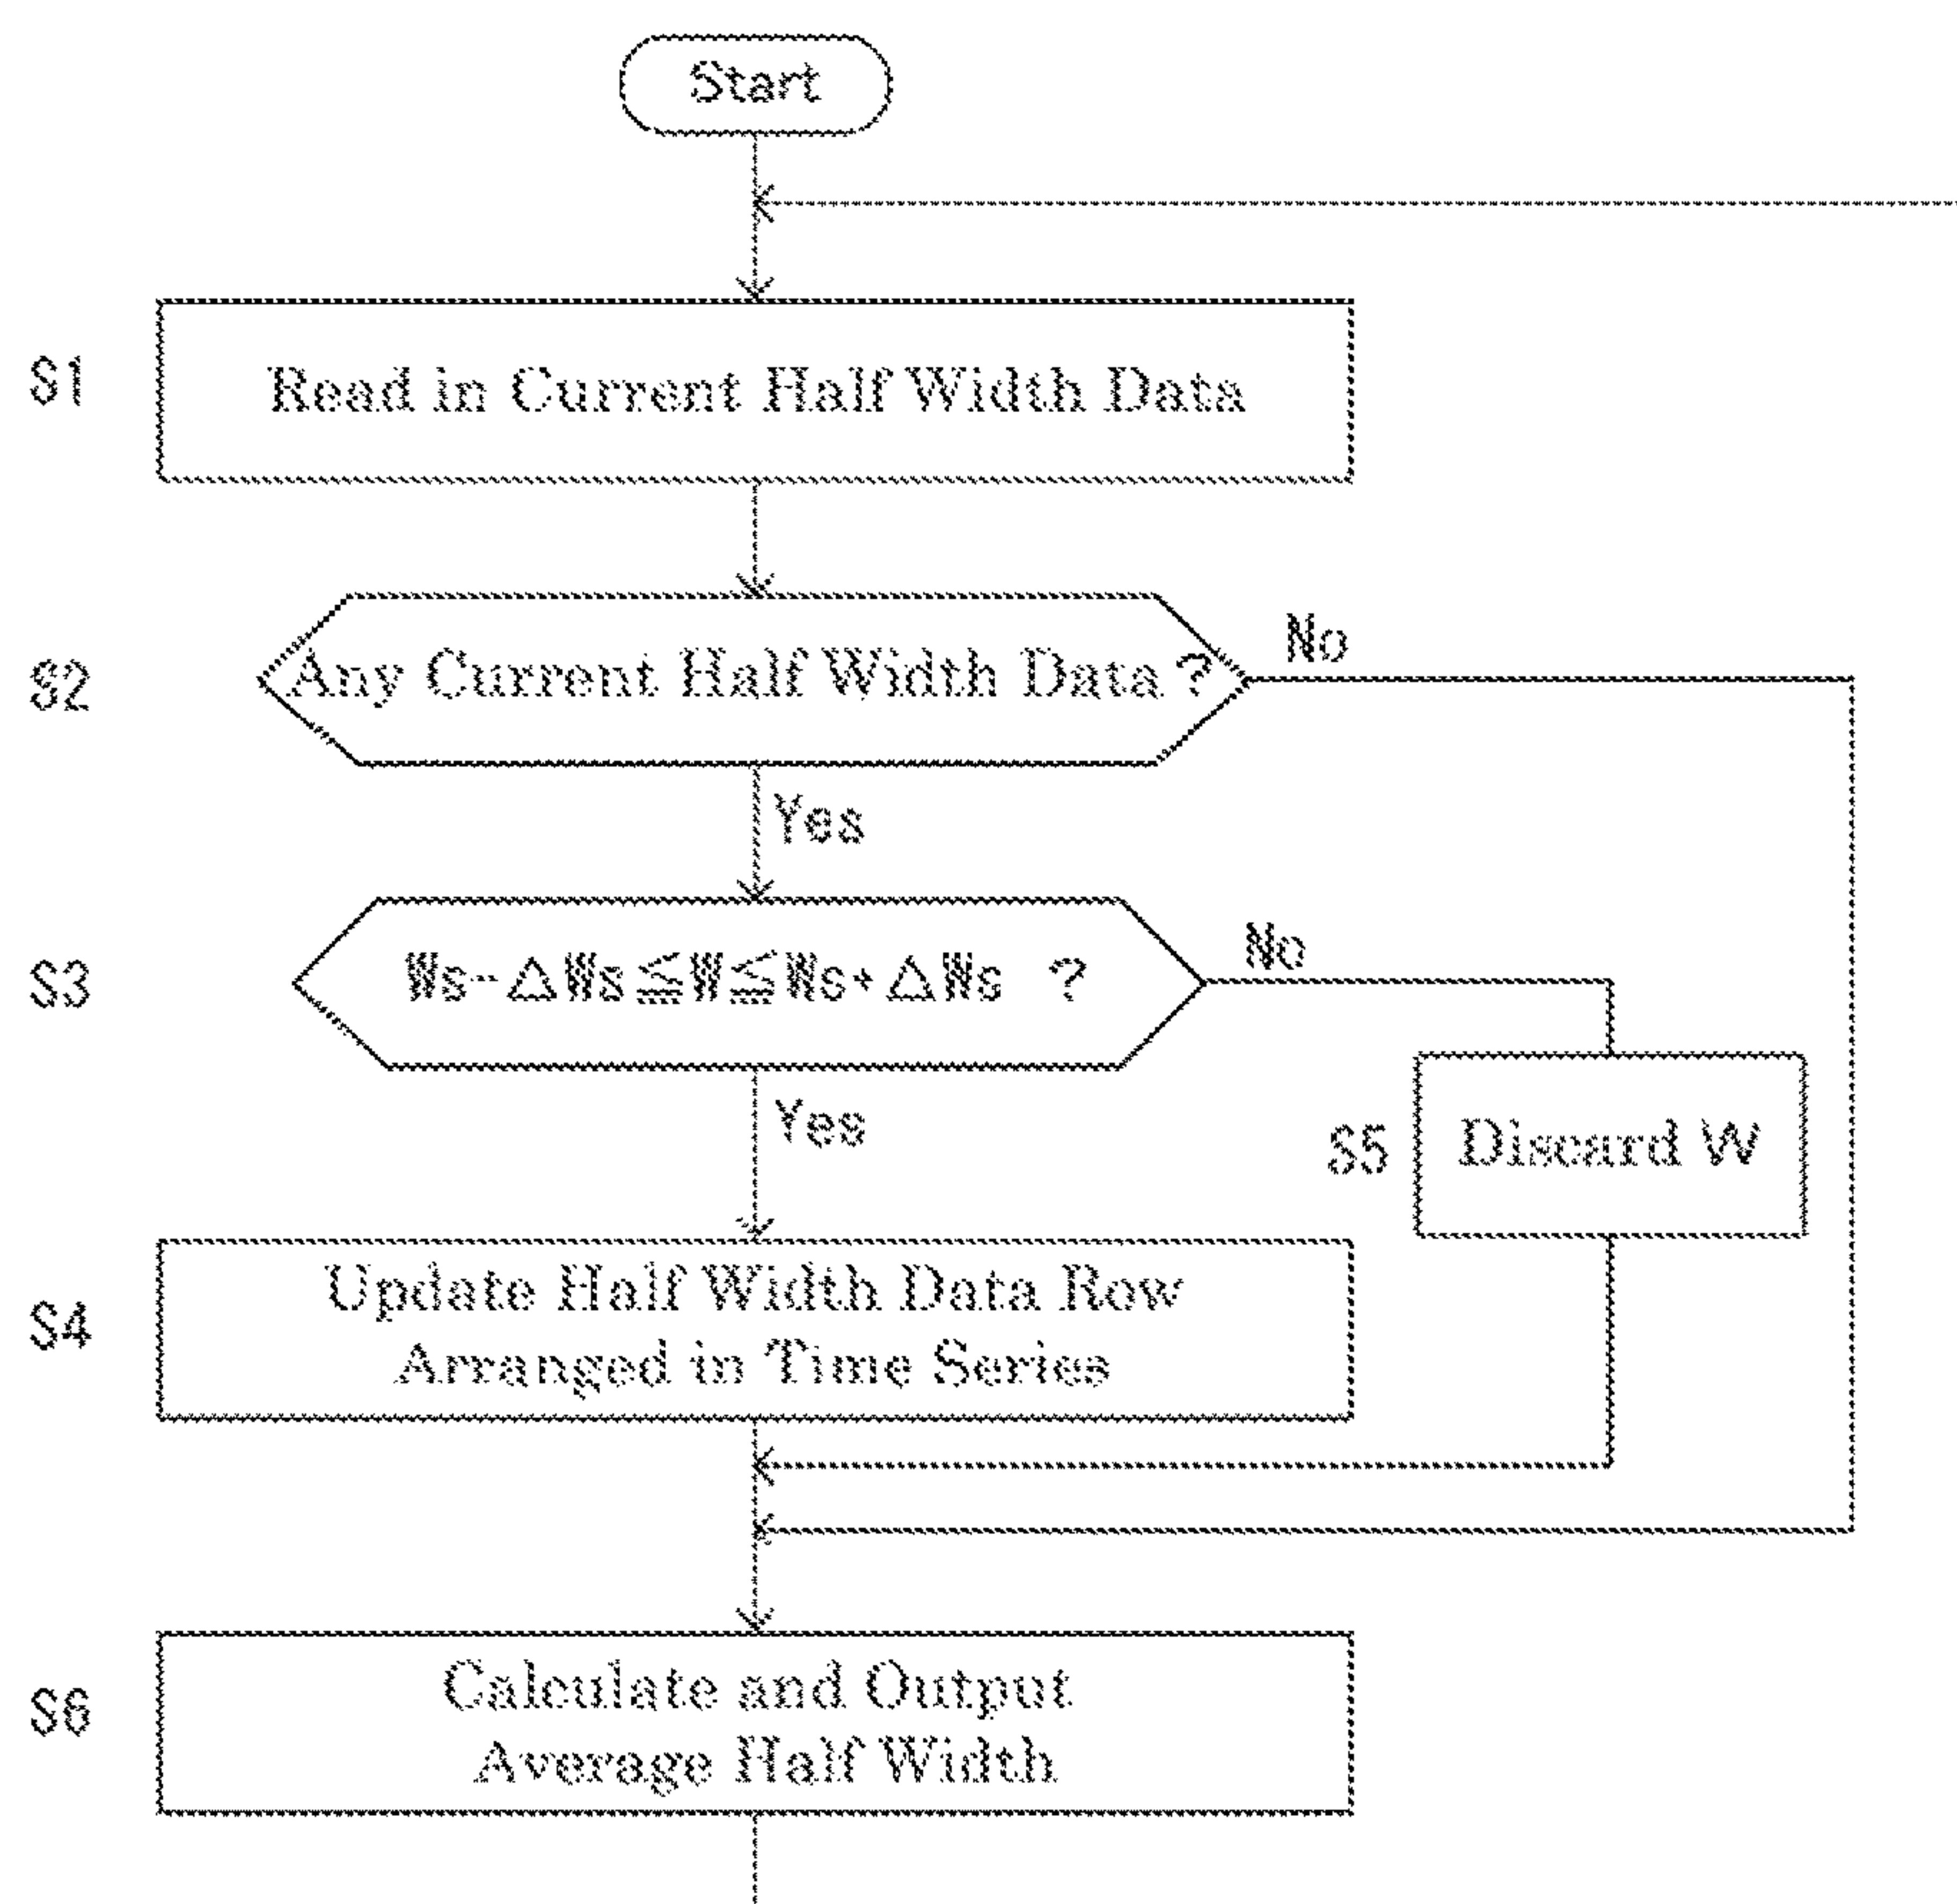 Start
S1
Read in Current Half Width Data
S2
Any Current Half Width Data ?
No
Yes
S3
Ws-△Ws≦W≦Ws+△Ws ?
No
Yes
S5
Discard W
S4
Update Half Width Data Row
Arranged in Time Series
S6
Calculate and Output
Average Half Width